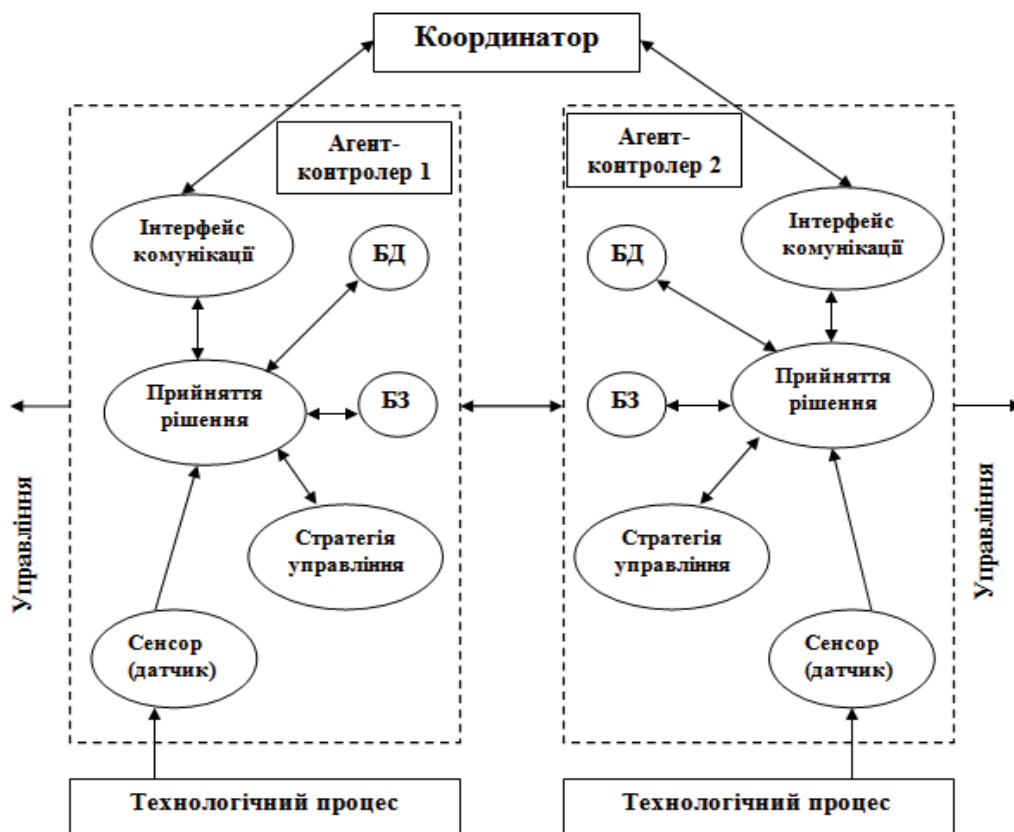 Координатор
Агент-
контролер 1
Інтерфейс
комунікації
БД
Прийняття
рішення
БЗ
Стратегія
управління
Сенсор
(датчик)
Управління
Технологічний процес
Агент-
контролер 2
Інтерфейс
комунікації
БД
Прийняття
рішення
БЗ
Стратегія
управління
Сенсор
(датчик)
Управління
Технологічний процес